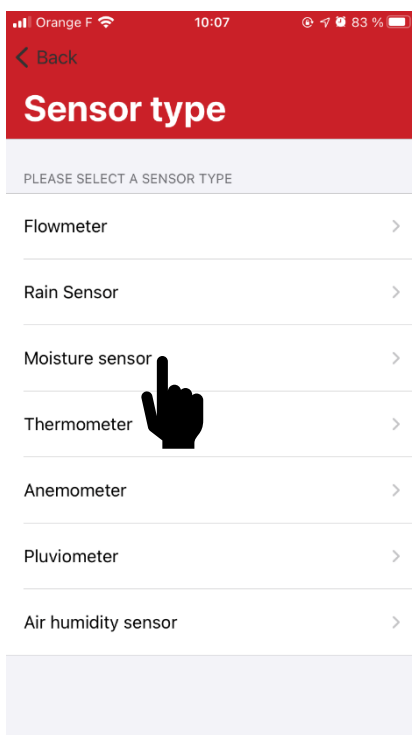 Orange F 10:07 83 %
Back
Sensor type
PLEASE SELECT A SENSOR TYPE
Flowmeter
Rain Sensor
Moisture sensor
Thermometer
Anemometer
Pluviometer
Air humidity sensor